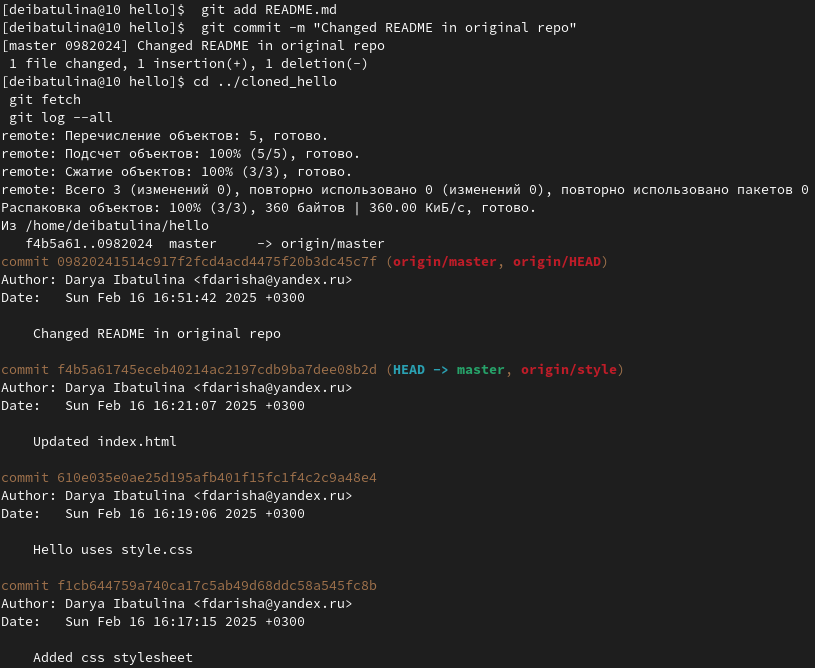 [deibatulina@10 hello]$  git add README.md
[deibatulina@10 hello]$  git commit -m "Changed README in original repo"
[master 0982024] Changed README in original repo
 1 file changed, 1 insertion(+), 1 deletion(-)
[deibatulina@10 hello]$ cd ../cloned_hello
 git fetch
 git log --all
remote: Перечисление объектов: 5, готово.
remote: Подсчет объектов: 100% (5/5), готово.
remote: Сжатие объектов: 100% (3/3), готово.
remote: Всего 3 (изменений 0), повторно использовано 0 (изменений 0), повторно использовано пакетов 0
Распаковка объектов: 100% (3/3), 360 байтов | 360.00 КиБ/с, готово.
Из /home/deibatulina/hello
   f4b5a61..0982024  master     -> origin/master
commit 09820241514c917f2fcd4acd4475f20b3dc45c7f (origin/master, origin/HEAD)
Author: Darya Ibatulina <fdarisha@yandex.ru>
Date:   Sun Feb 16 16:51:42 2025 +0300
    Changed README in original repo
commit f4b5a61745eceb40214ac2197cdb9ba7dee08b2d (HEAD -> master, origin/style)
Author: Darya Ibatulina <fdarisha@yandex.ru>
Date:   Sun Feb 16 16:21:07 2025 +0300
    Updated index.html
commit 610e035e0ae25d195afb401f15fc1f4c2c9a48e4
Author: Darya Ibatulina <fdarisha@yandex.ru>
Date:   Sun Feb 16 16:19:06 2025 +0300
    Hello uses style.css
commit f1cb644759a740ca17c5ab49d68ddc58a545fc8b
Author: Darya Ibatulina <fdarisha@yandex.ru>
Date:   Sun Feb 16 16:17:15 2025 +0300
    Added css stylesheet